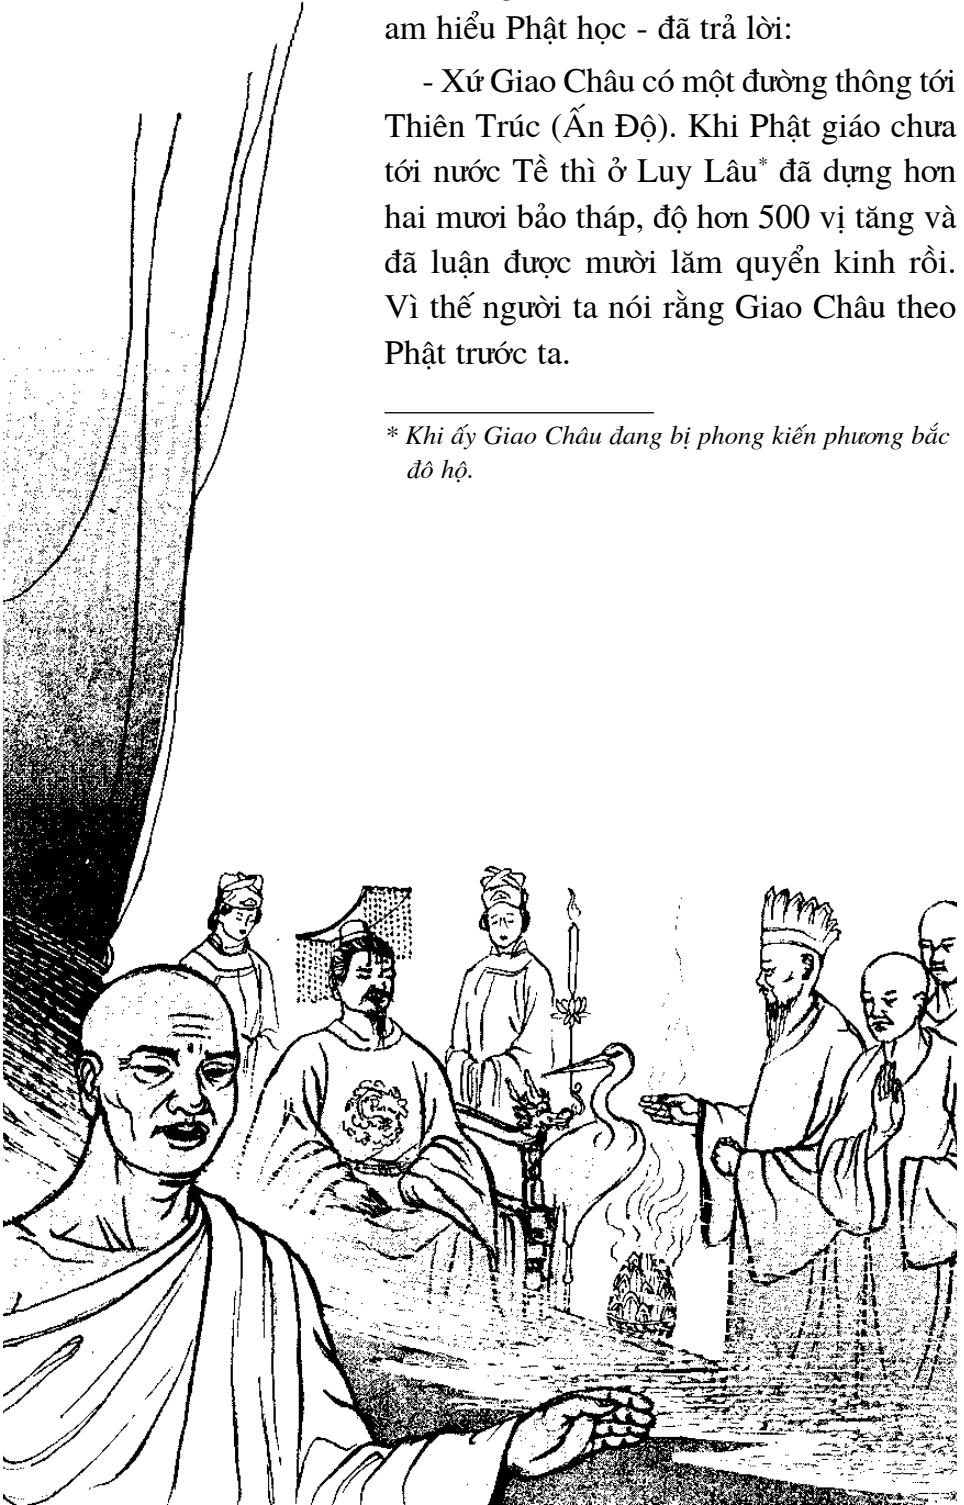 am hiểu Phật học - đã trả lời:
- Xứ Giao Châu có một đường thông tới
Thiên Trúc (Ấn Độ). Khi Phật giáo chưa
tới nước Tề thì ở Luy Lâu* đã dựng hơn
hai mươi bảo tháp, độ hơn 500 vị tăng và
đã luận được mười lăm quyển kinh rồi.
Vì thế người ta nói rằng Giao Châu theo
Phật trước ta.
* Khi ấy Giao Châu đang bị phong kiến phương bắc
đô hộ.